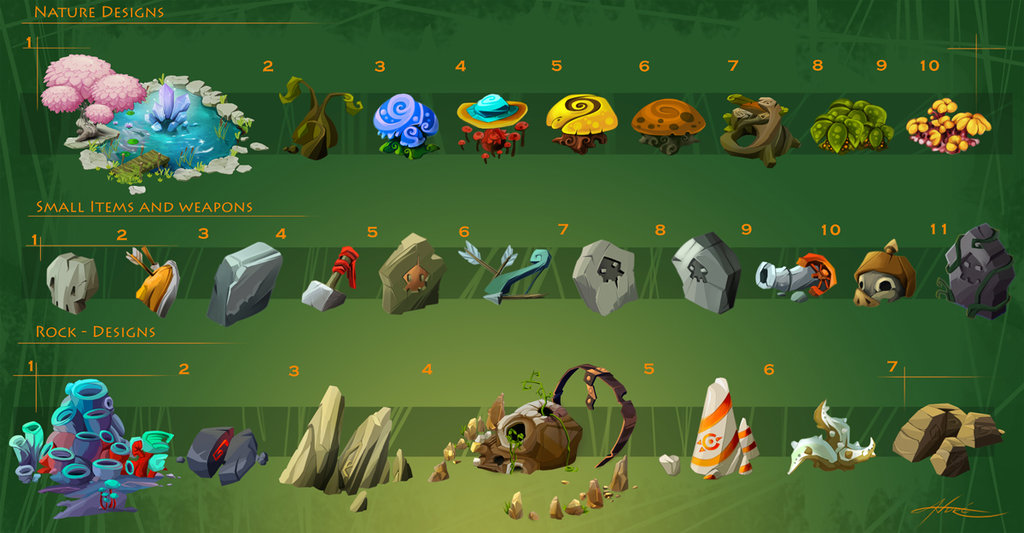 Nature Designs
1 2 3 4 5 6 7 8 9 10
Small Items and weapons
1 2 3 4 5 6 7 8 9 10 11
Rock - Designs
1 2 3 4 5 6 7